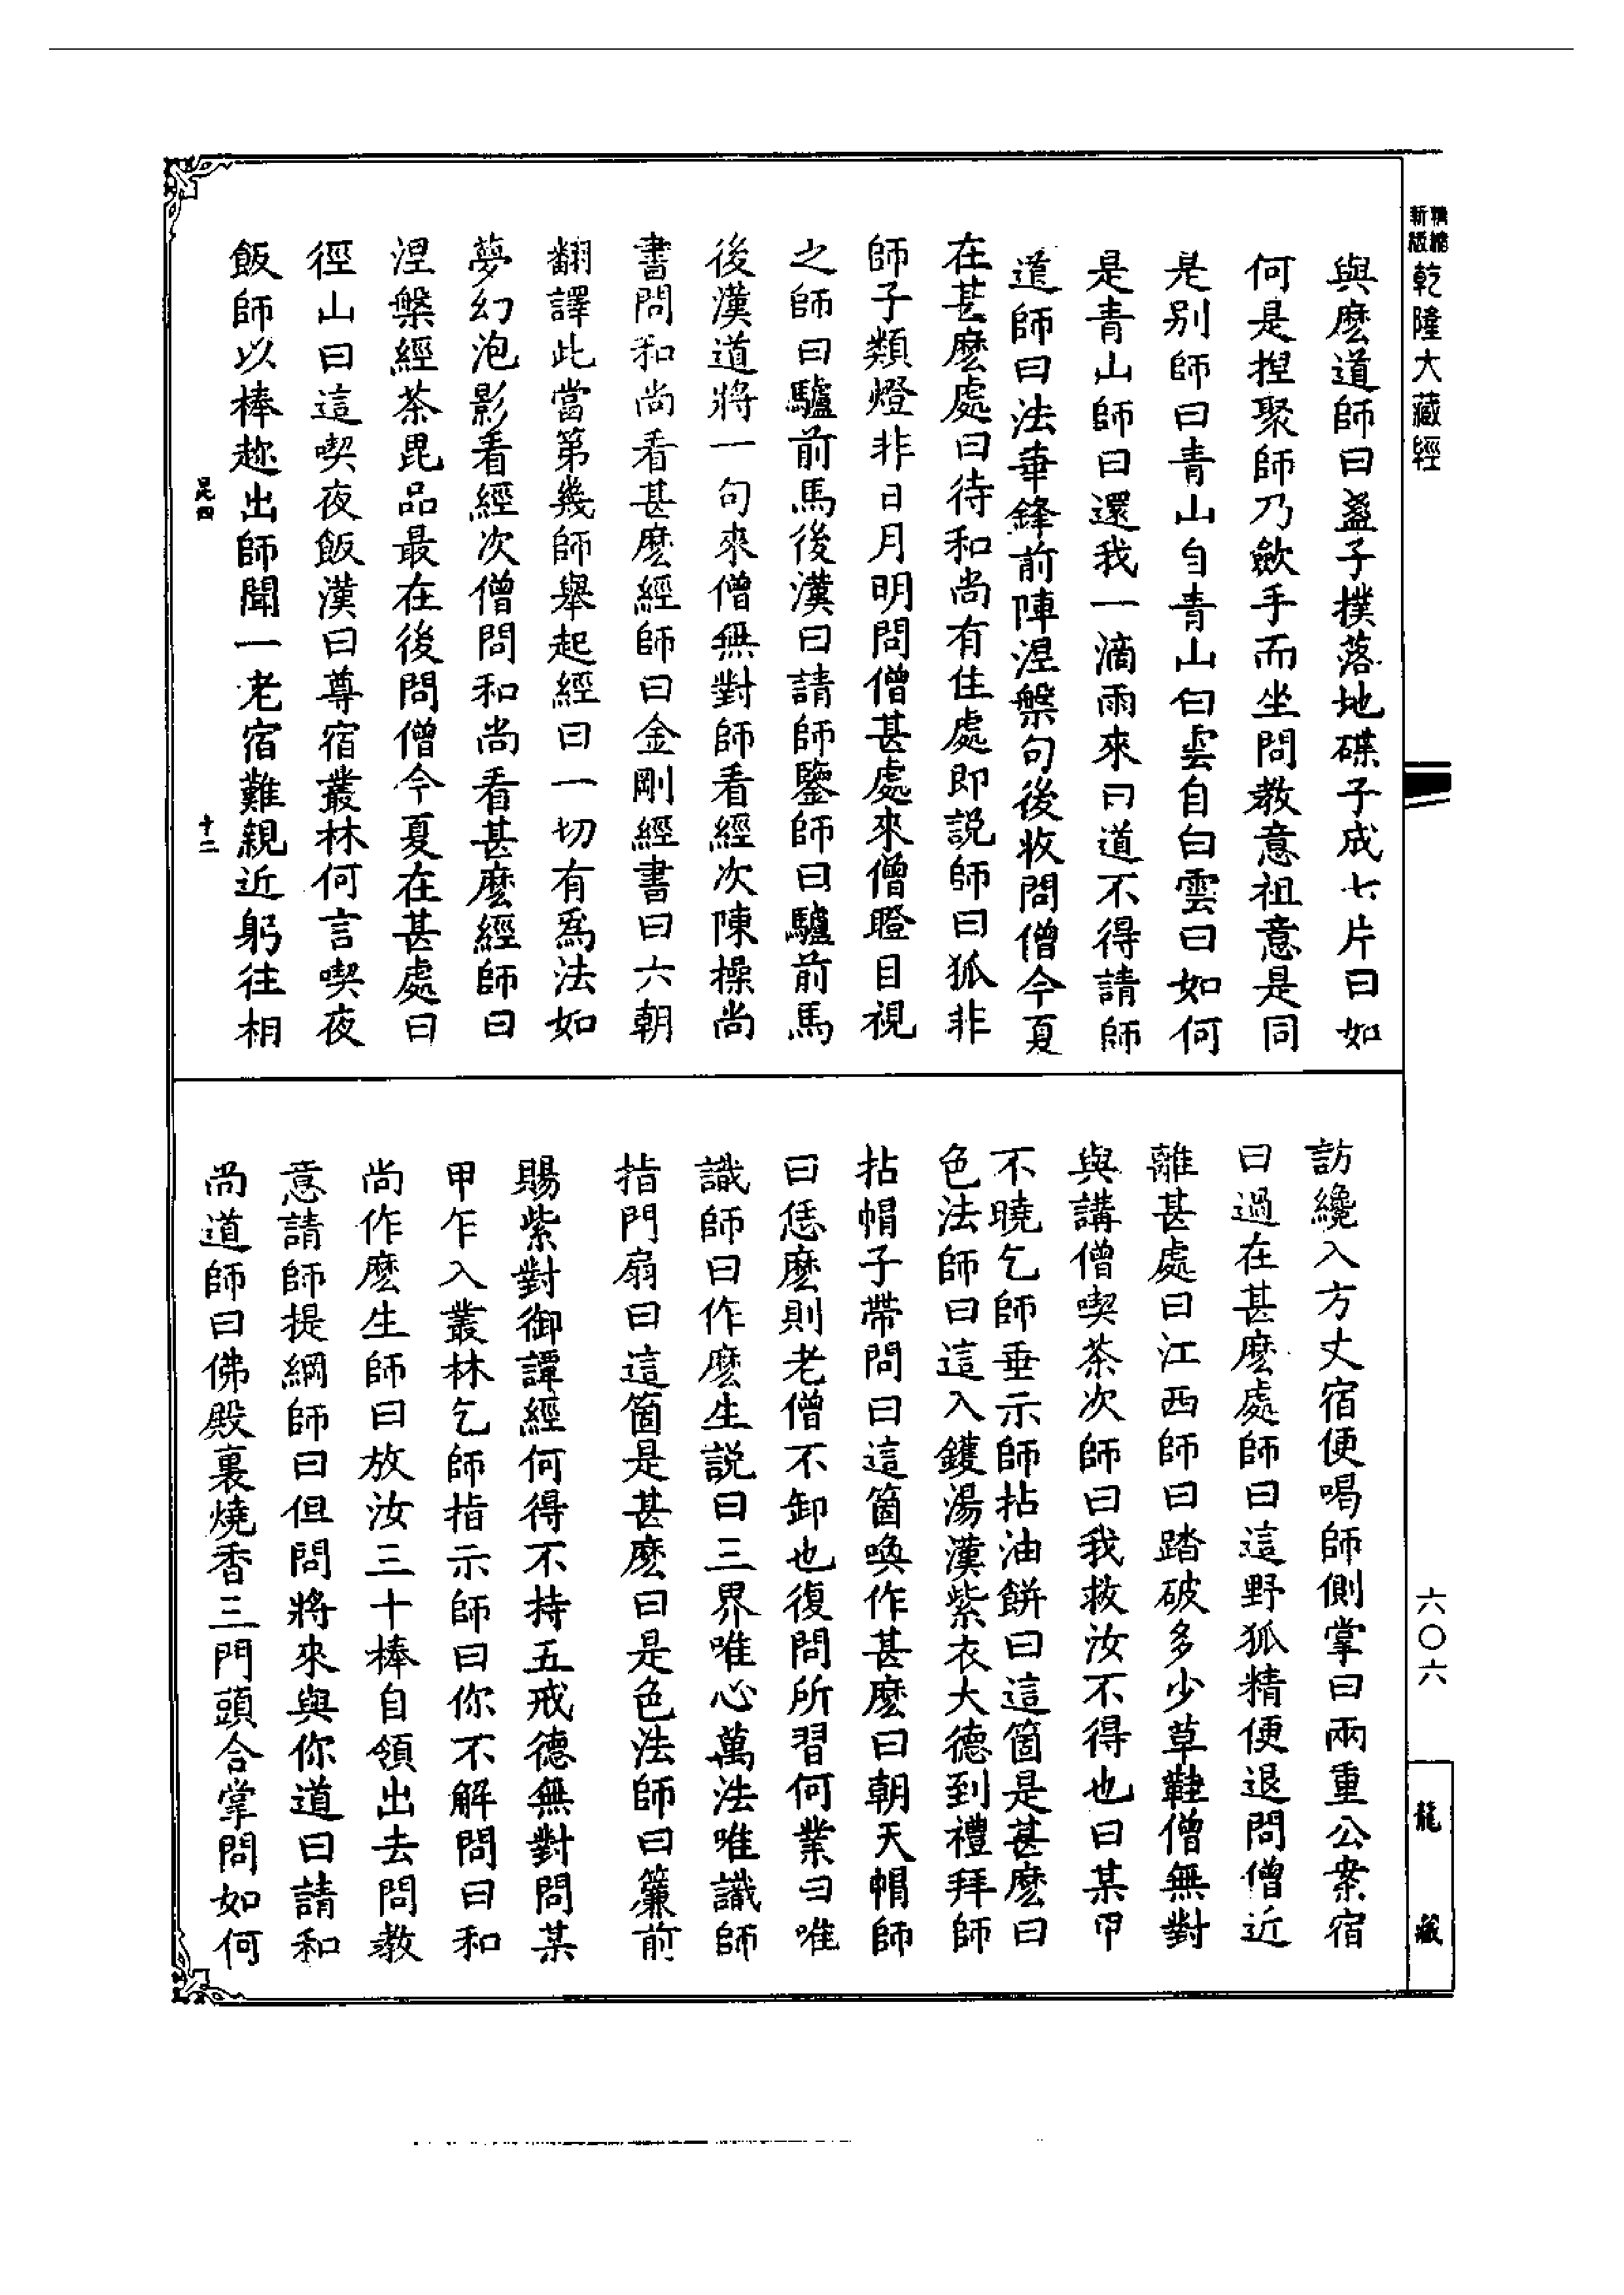 精縮新版 乾隆大藏經
與麽道師曰盞子撲落地碟子成七片曰如
何是揑聚師乃斂手而坐問教意祖意是同
是别師曰青山自青山白雲自白雲曰如何
是青山師曰還我一滴雨來曰道不得請師
道師曰法華鋒前陣涅槃句後收問僧今夏
在甚麽處曰待和尚有住處即説師曰狐非
師子類燈非日月明問僧甚處來僧瞪目視
之師曰驢前馬後漢曰請師鑒師曰驢前馬
後漢道將一句來僧無對師看經次陳操尚
書問和尚看甚麽經師曰金剛經書曰六朝
翻譯此當第幾師舉起經曰一切有爲法如
夢幻泡影看經次僧問和尚看甚麽經師曰
涅槃經茶毘品最在後問僧今夏在甚處曰
徑山曰這喫夜飯漢曰尊宿叢林何言喫夜
飯師以棒趂出師聞一老宿難親近躬往相
昆四 十二
訪纔入方丈宿便喝師側掌曰兩重公案宿
曰過在甚麽處師曰這野狐精便退問僧近
離甚處曰江西師曰踏破多少草鞋僧無對
與講僧喫茶次師曰我救汝不得也曰某甲
不曉乞師垂示師拈油餅曰這箇是甚麽曰
色法師曰這入鑊湯漢紫衣大德到禮拜師
拈帽子帶問曰這箇喚作甚麽曰朝天帽師
曰恁麽則老僧不卸也復問所習何業曰唯
識師曰作麽生説曰三界唯心萬法唯識師
指門扇曰這箇是甚麽曰是色法師曰簾前
賜紫對御譚經何得不持五戒德無對問某
甲乍入叢林乞師指示師曰你不解問曰和
尚作麽生師曰放汝三十棒自領出去問教
意請師提綱師曰但問將來與你道曰請和
尚道師曰佛殿裏燒香三門頭合掌問如何
六〇六
龍藏